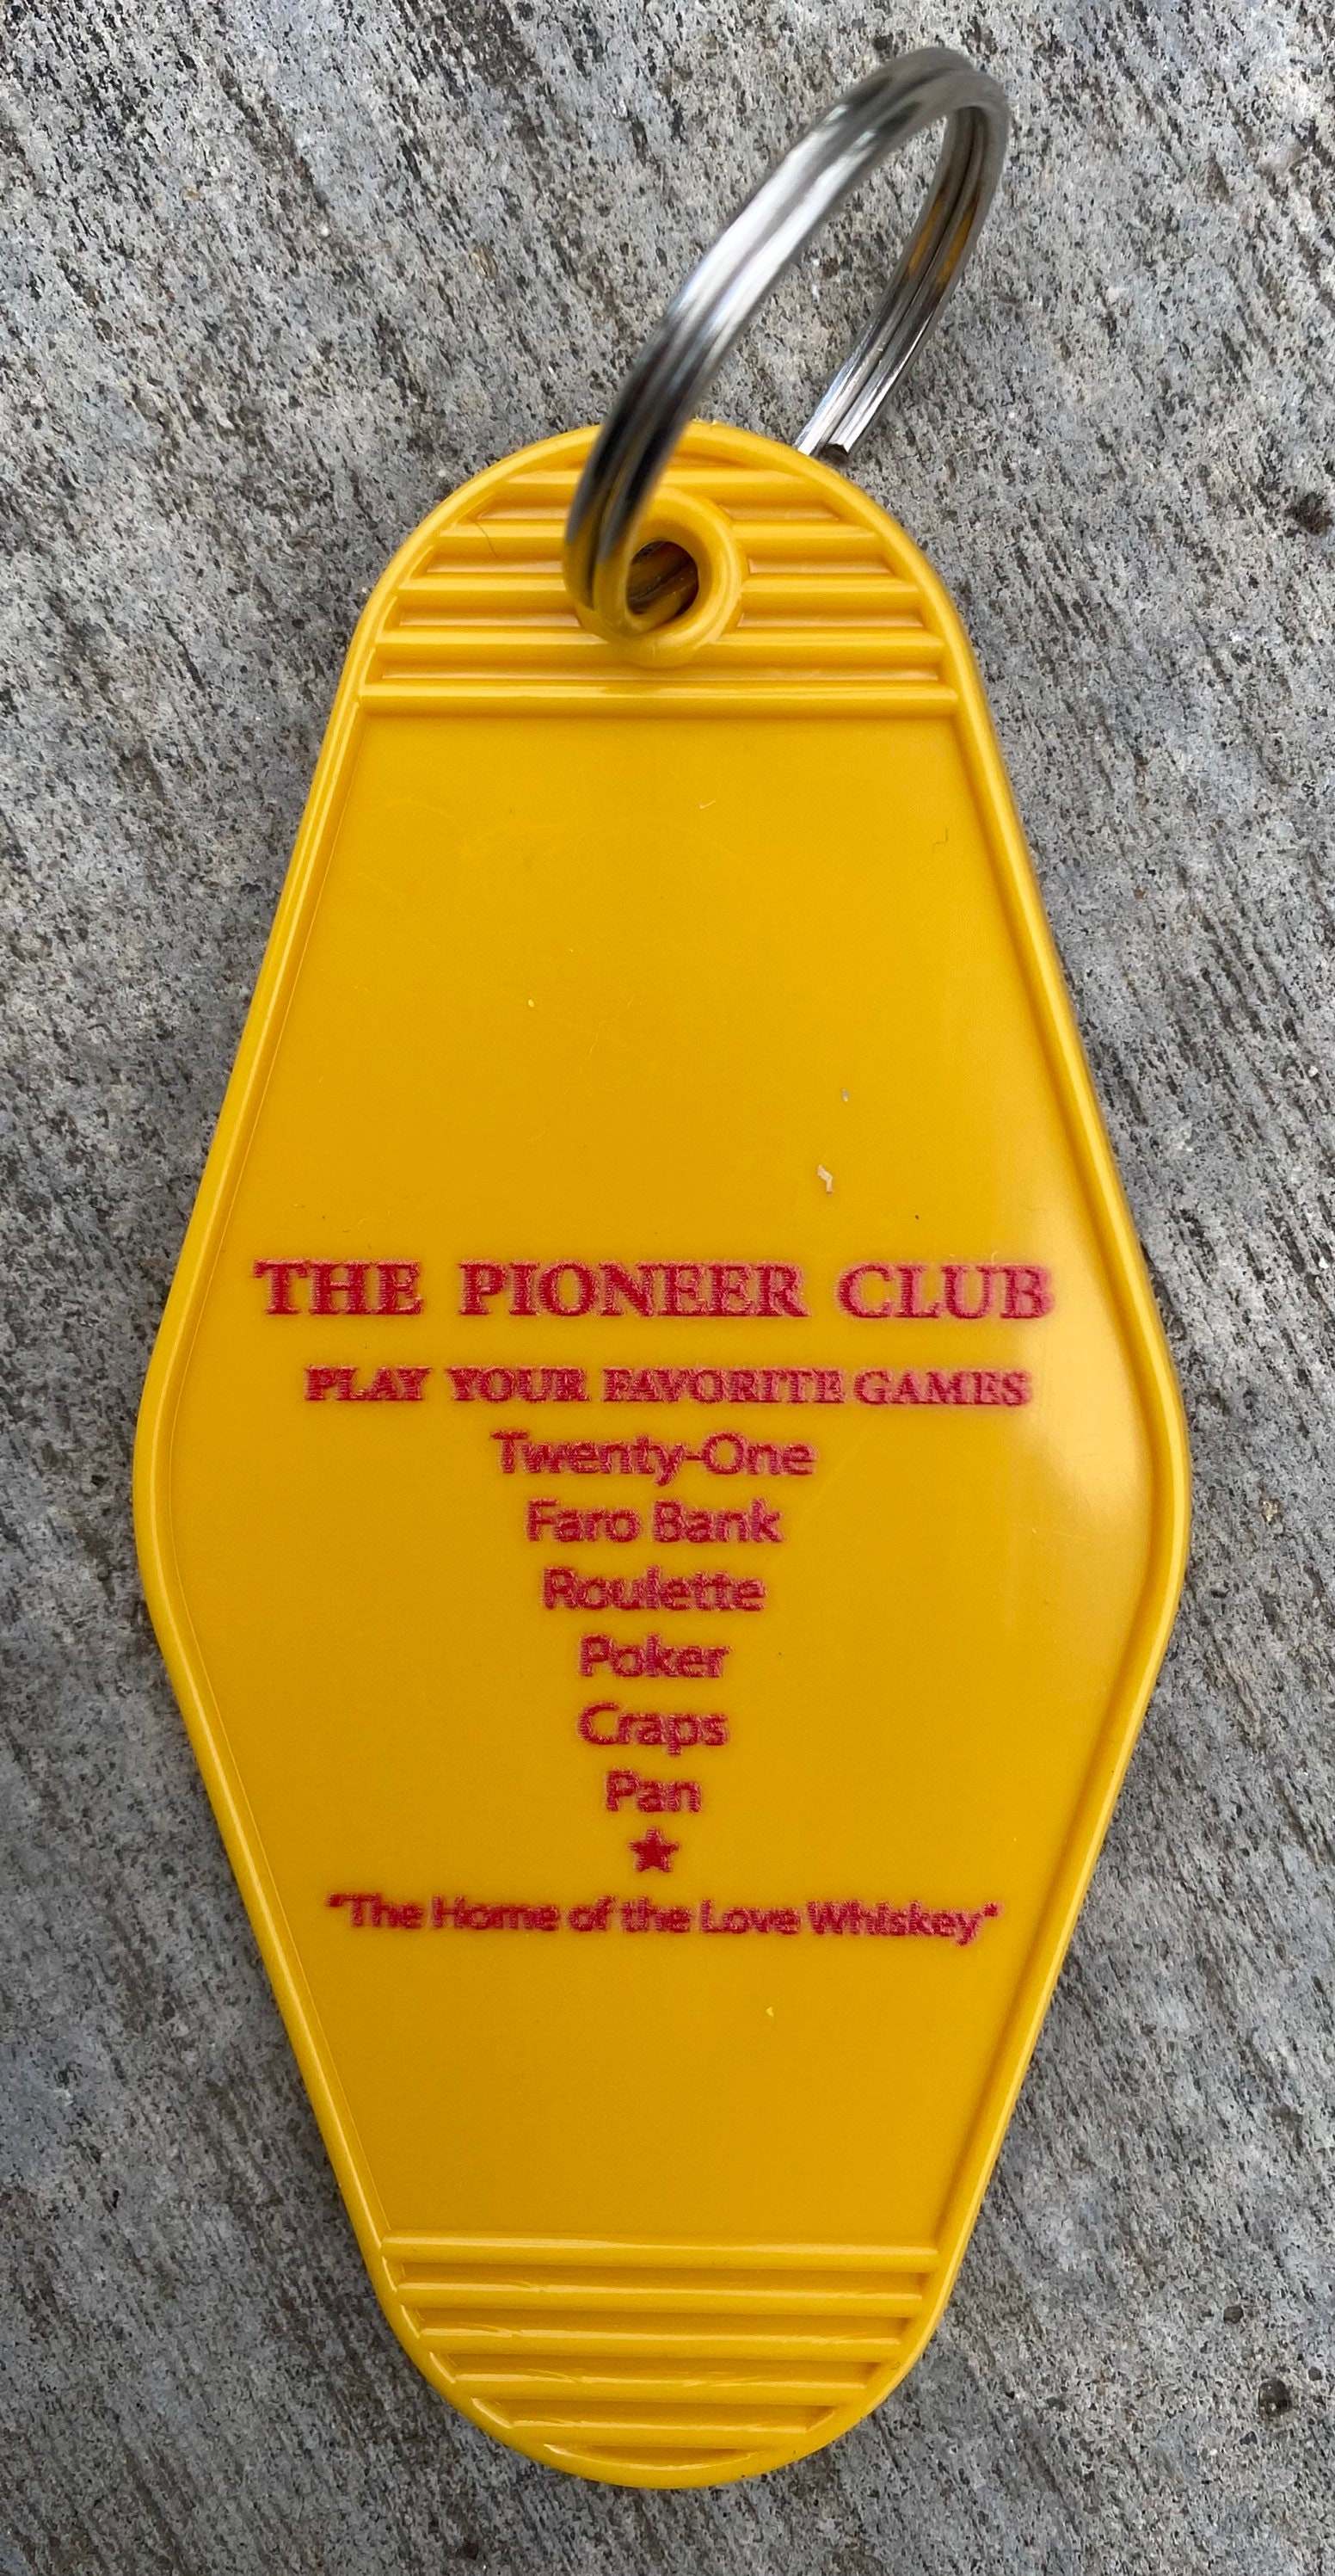 THE PIONEER CLUB
PLAY YOUR FAVORITE GAMES
Twenty-One
Faro Bank
Roulette
Poker
Craps
Pan
"The Home of the Love Whiskey"